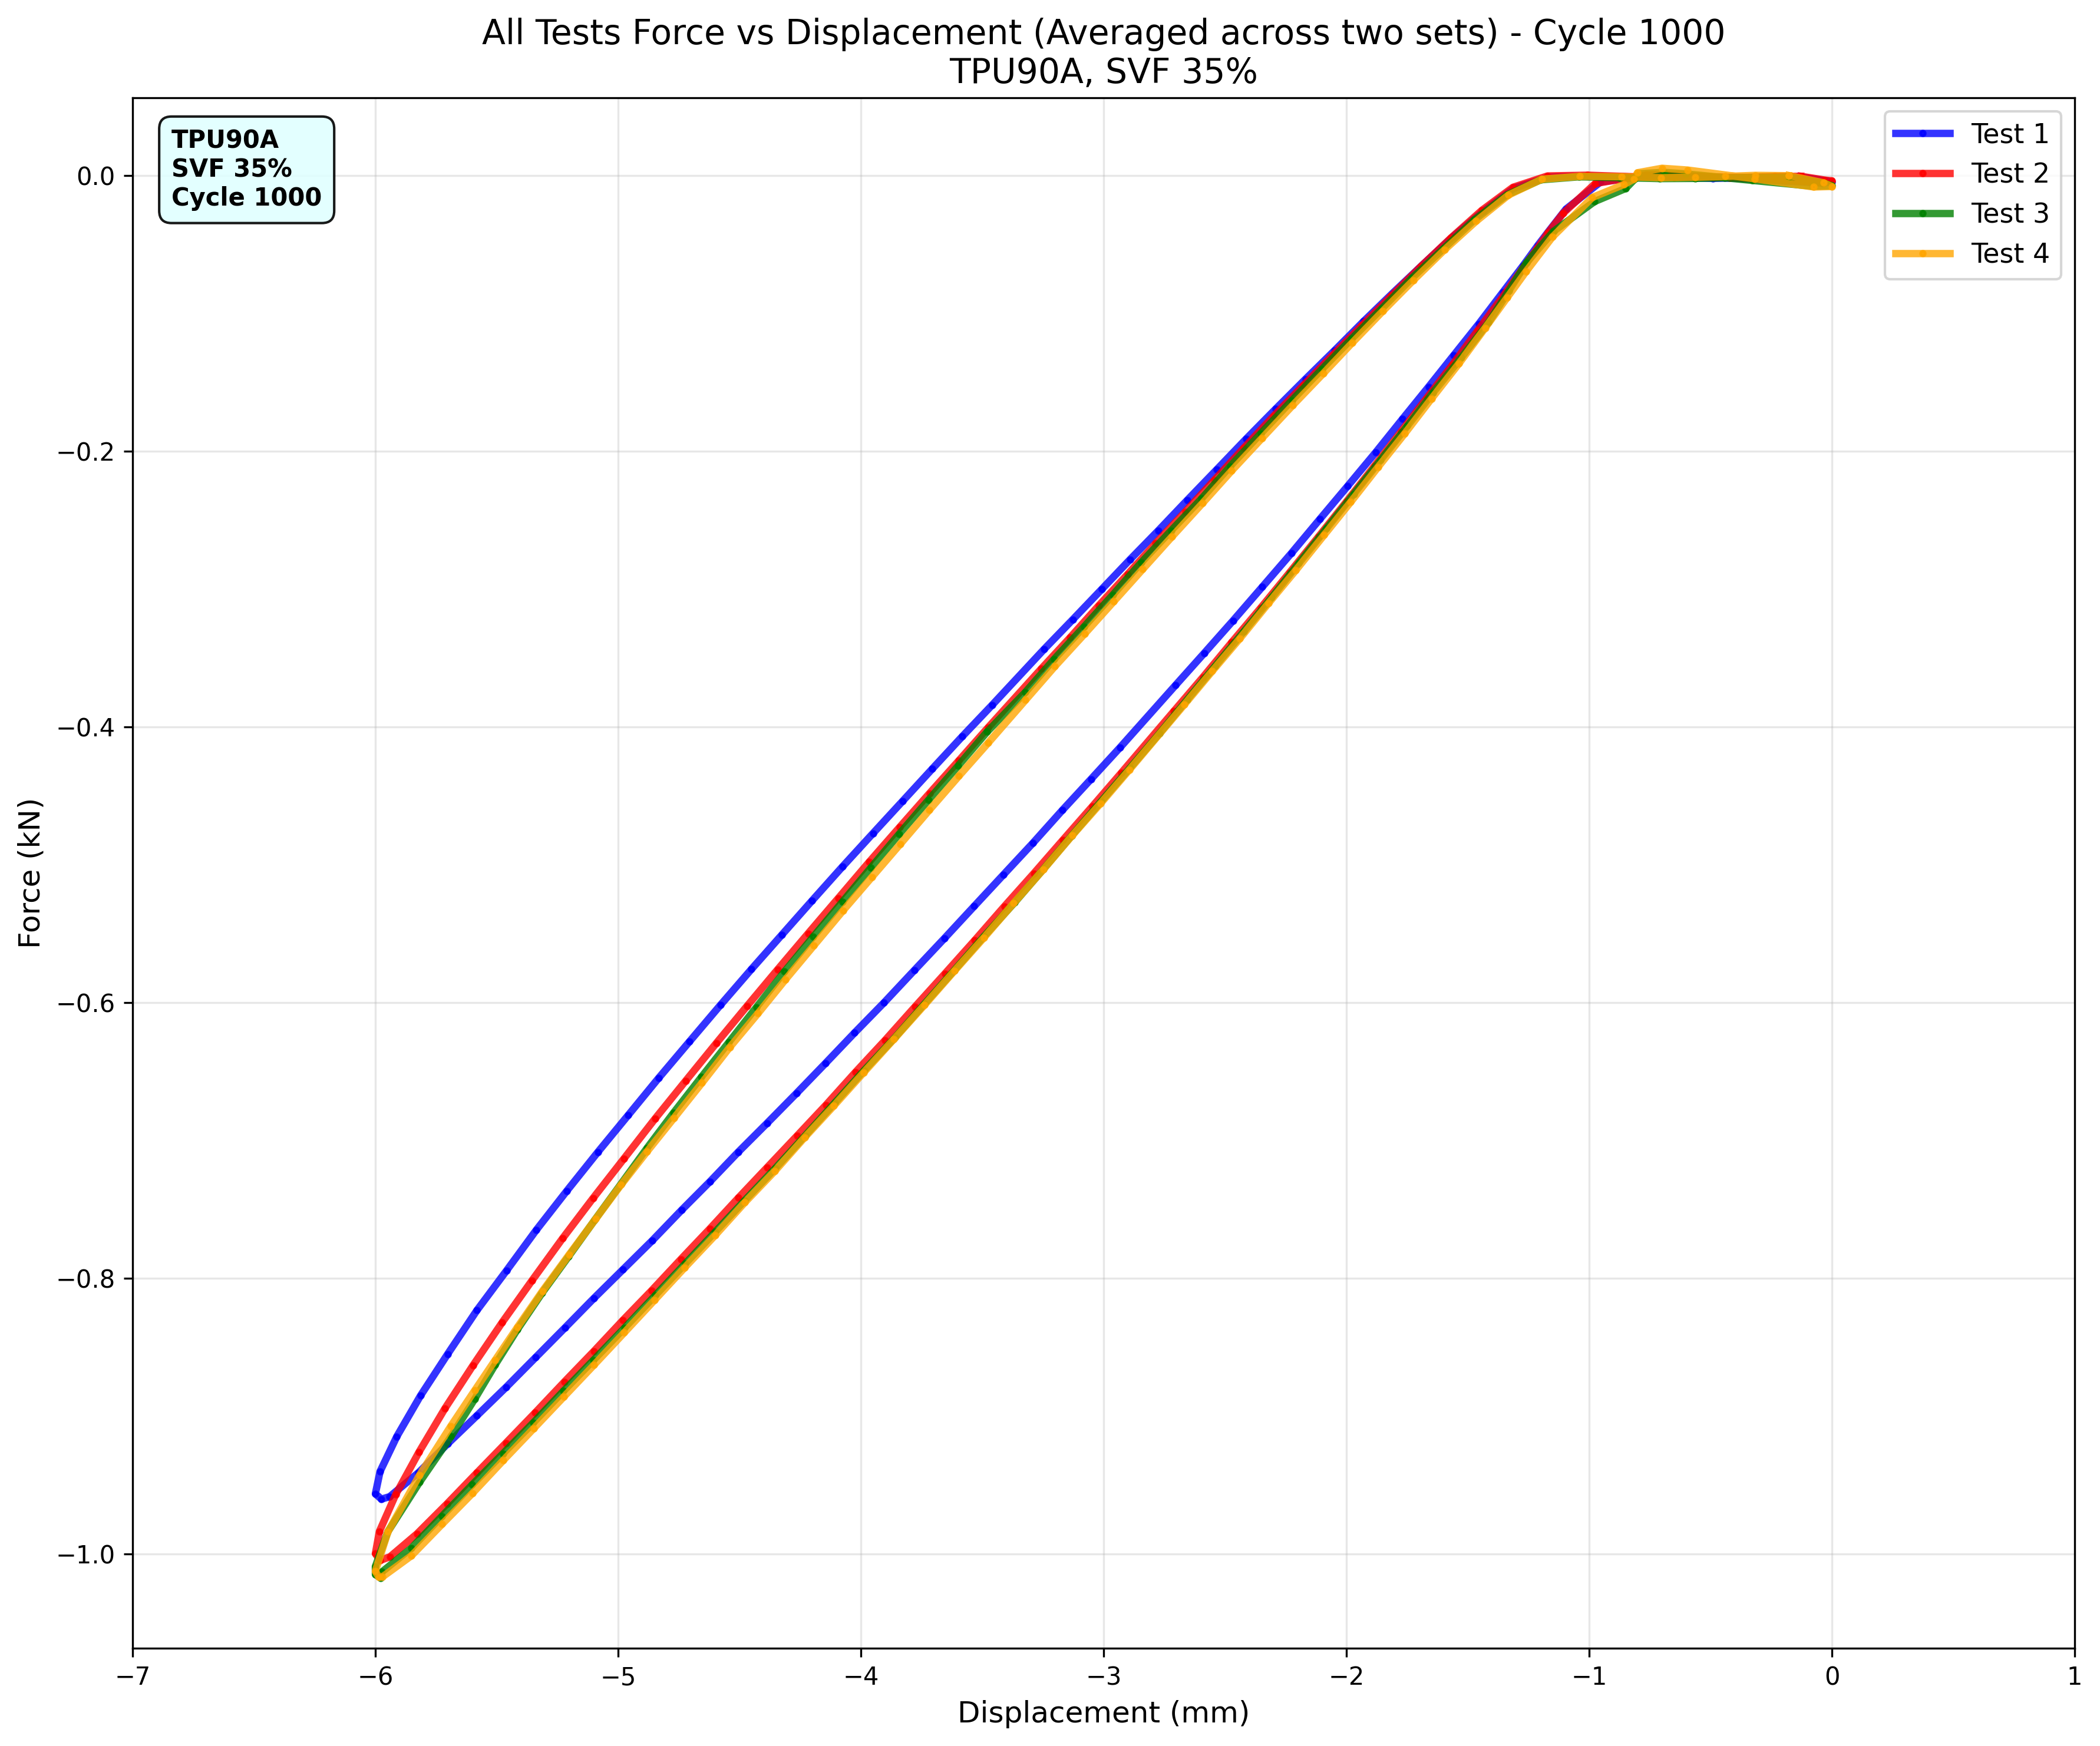 All Tests Force vs Displacement (Averaged across two sets) - Cycle 1000
TPU90A, SVF 35%
TPU90A
SVF 35%
Cycle 1000
Test 1
Test 2
Test 3
Test 4
0.0
−0.2
−0.4
−0.6
−0.8
−1.0
Force (kN)
−7
−6
−5
−4
−3
−2
−1
0
1
Displacement (mm)